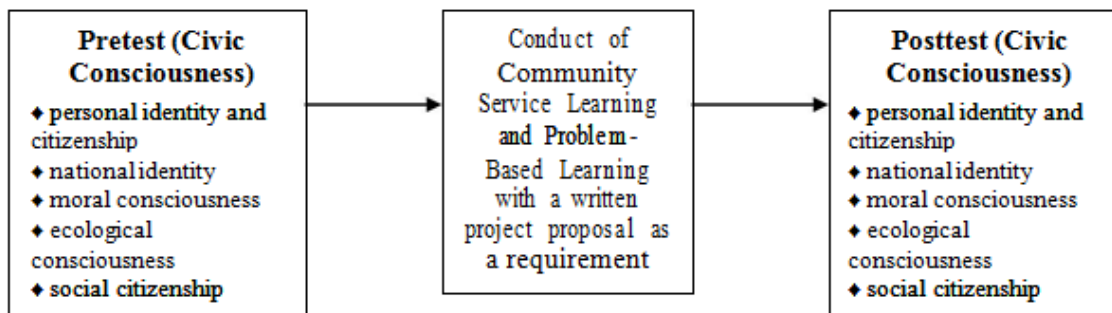 Pretest (Civic
Consciousness)
♦ personal identity and
citizenship
♦ national identity
♦ moral consciousness
♦ ecological
consciousness
♦ social citizenship
Conduct of
Community
Service Learning
and Problem-
Based Learning
with a written
project proposal as
a requirement
Posttest (Civic
Consciousness)
♦ personal identity and
citizenship
♦ national identity
♦ moral consciousness
♦ ecological
consciousness
♦ social citizenship